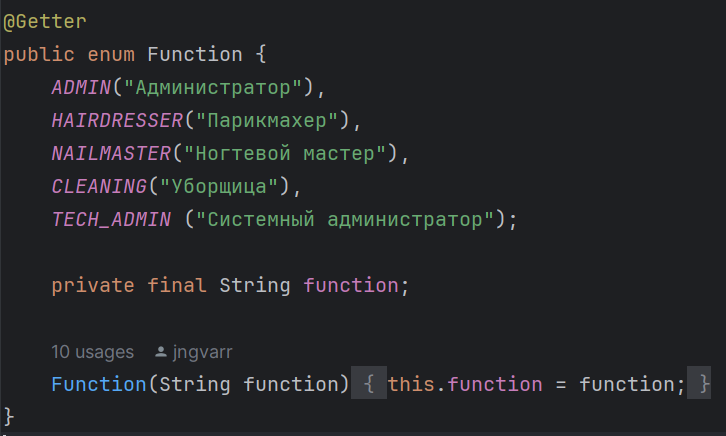 @Getter
public enum Function {
ADMIN("Администратор"),
HAIRDRESSER("Парикмахер"),
NAILMASTER("Ногтевой мастер"),
CLEANING("Уборщица"),
TECH_ADMIN ("Системный администратор");
private final String function;
10 usages jngvarr
Function(String function) { this.function = function; }
}